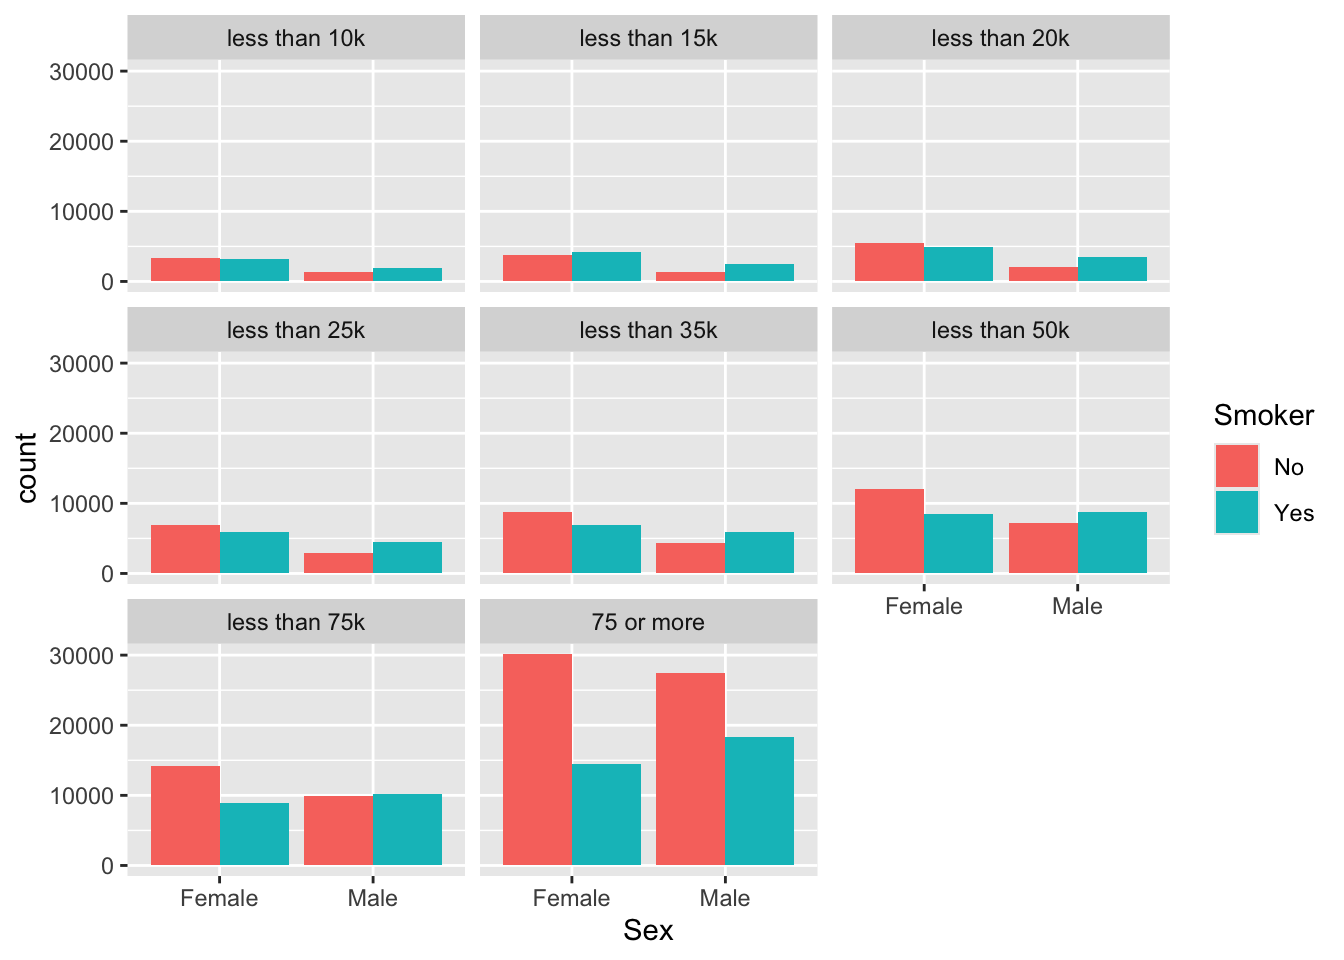 less than 10k
less than 15k
less than 20k
30000
20000
10000
0
less than 25k
less than 35k
less than 50k
30000
20000
10000
0
Female
Male
less than 75k
75 or more
30000
20000
10000
0
Female
Male
Female
Male
Sex
count
Smoker
No
Yes